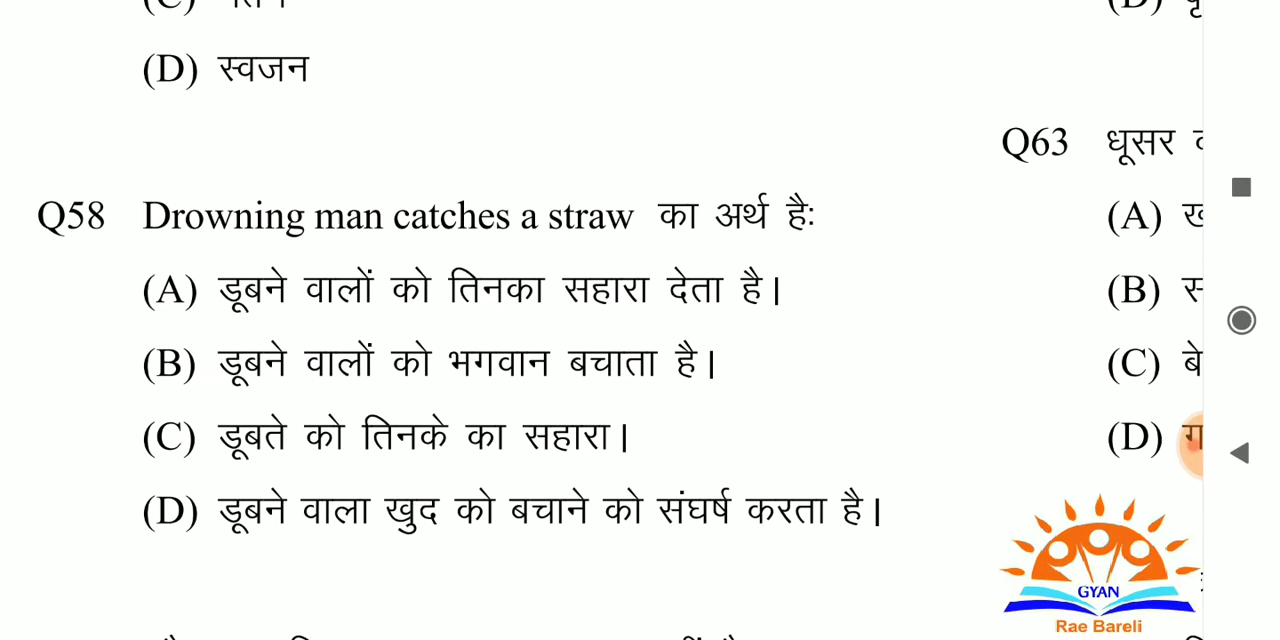 (D) स्वजन
Q58 Drowning man catches a straw का अर्थ है:
(A) डूबने वालों को तिनका सहारा देता है।
(B) डूबने वालों को भगवान बचाता है।
(C) डूबते को तिनके का सहारा।
(D) डूबने वाला खुद को बचाने को संघर्ष करता है।
(D)
Q63 धूसर
(A)
(B)
(C) बे
(D)
GYAN
Rae Bareli